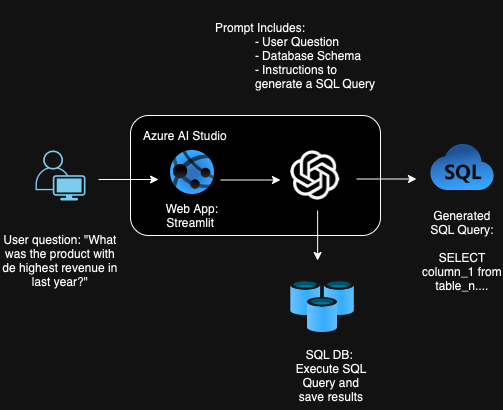 Prompt Includes:
- User Question
- Database Schema
- Instructions to
generate a SQL Query
Azure AI Studio
Web App:
Streamlit
SQL
User question: "What
was the product with
de highest revenue in
last year?"
Generated
SQL Query:
SELECT
column_1 from
table_n....
SQL DB:
Execute SQL
Query and
save results